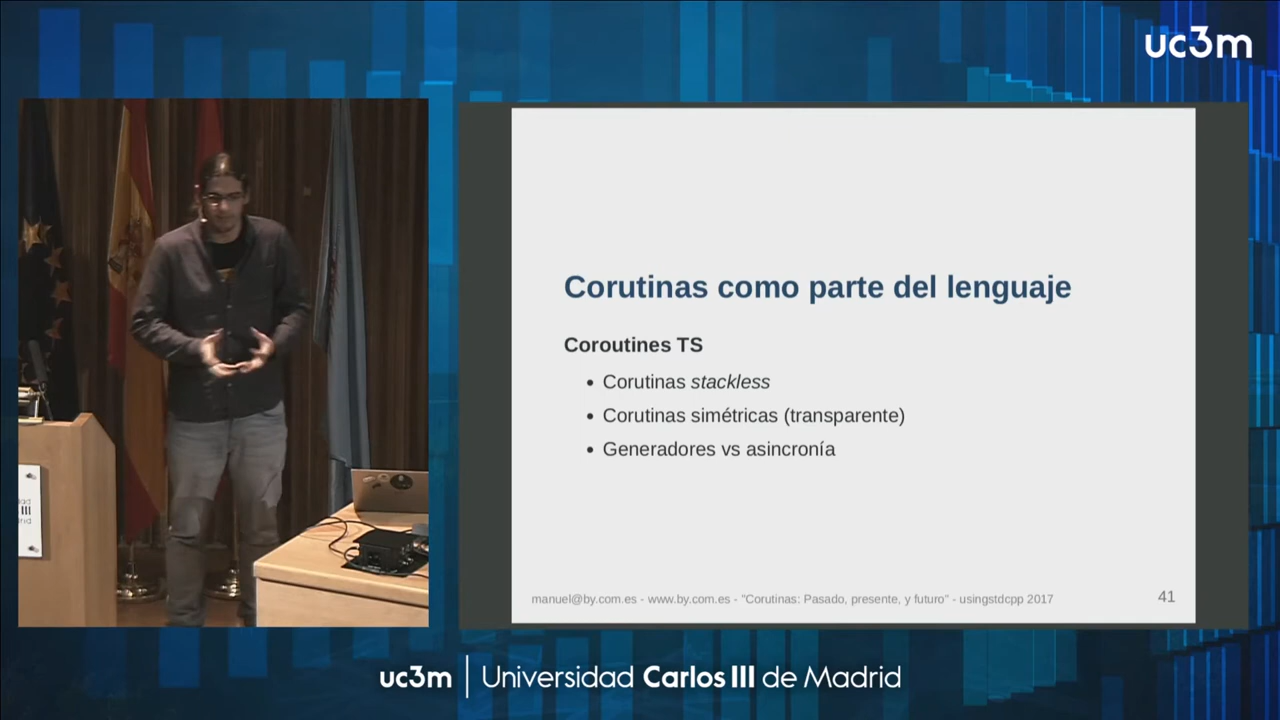 uc3m
Corutinas como parte del lenguaje
Coroutines TS
• Corutinas stackless
• Corutinas simétricas (transparente)
• Generadores vs asincronía
manuel@by.com.es - www.by.com.es - "Corutinas: Pasado, presente, y futuro" - usingstdcpp 2017
41
III
uc3m | Universidad Carlos III de Madrid